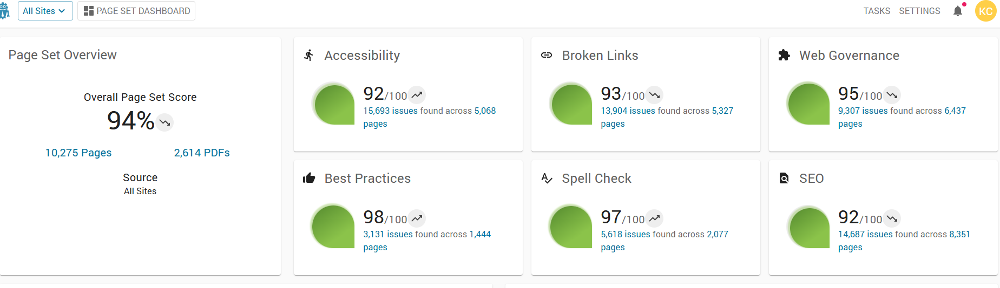 All Sites
PAGE SET DASHBOARD
TASKS
SETTINGS
KC
Page Set Overview
Overall Page Set Score
94%
10,275 Pages
2,614 PDFs
Source
All Sites
Accessibility
92/100
15,693 issues found across 5,068
pages
Broken Links
93/100
13,904 issues found across 5,327
pages
Web Governance
95/100
9,307 issues found across 6,437
pages
Best Practices
98/100
3,131 issues found across 1,444
pages
Spell Check
97/100
5,618 issues found across 2,077
pages
SEO
92/100
14,687 issues found across 8,351
pages